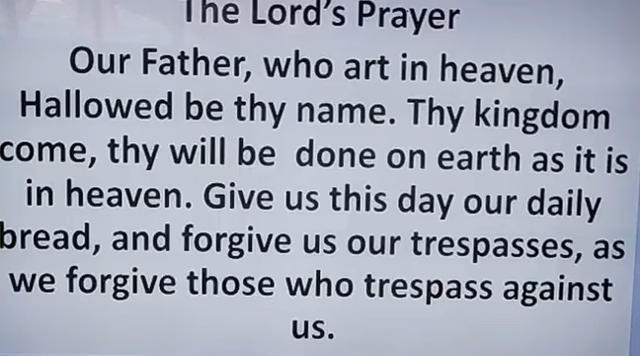 The Lord's Prayer
Our Father, who art in heaven,
Hallowed be thy name. Thy kingdom
come, thy will be  done on earth as it is
in heaven. Give us this day our daily
bread, and forgive us our trespasses, as
we forgive those who trespass against
us.